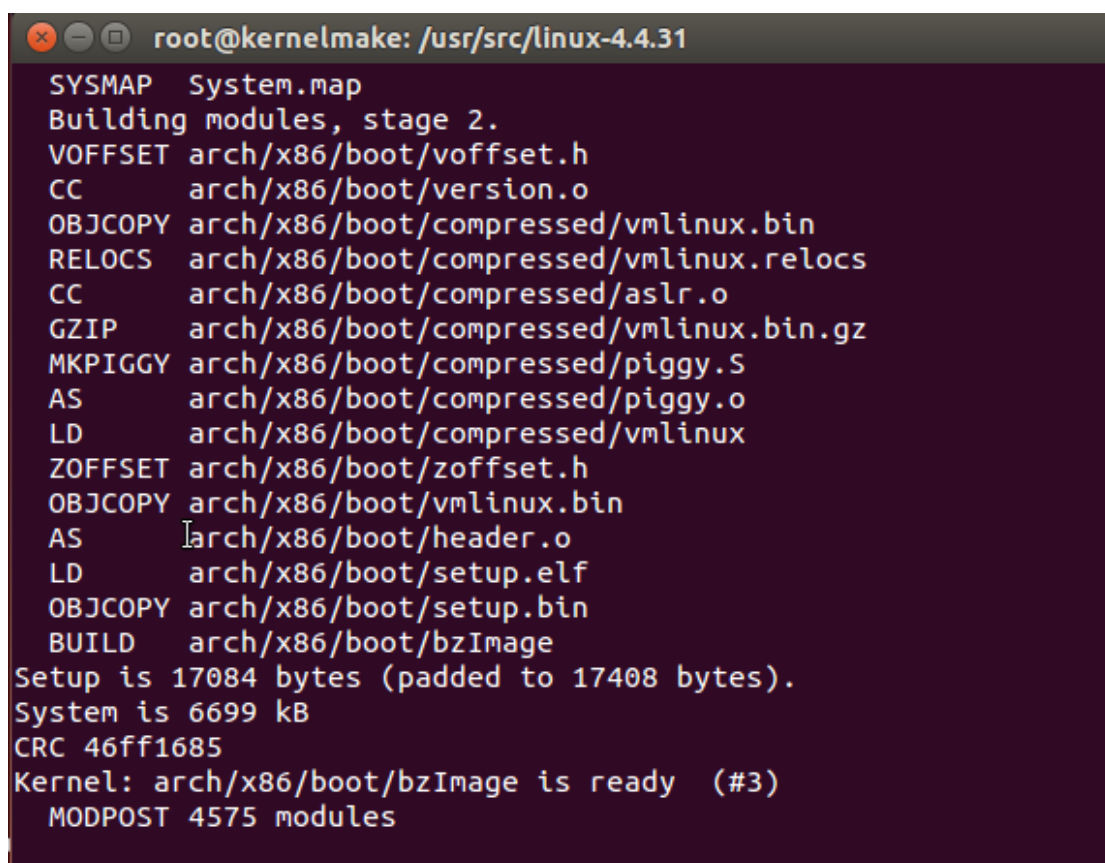 root@kernelmake: /usr/src/linux-4.4.31
SYSMAP  System.map
Building modules, stage 2.
VOFFSET arch/x86/boot/voffset.h
CC      arch/x86/boot/version.o
OBJCOPY arch/x86/boot/compressed/vmlinux.bin
RELOCS  arch/x86/boot/compressed/vmlinux.relocs
CC      arch/x86/boot/compressed/aslr.o
GZIP    arch/x86/boot/compressed/vmlinux.bin.gz
MKPIGGY arch/x86/boot/compressed/piggy.S
AS      arch/x86/boot/compressed/piggy.o
LD      arch/x86/boot/compressed/vmlinux
ZOFFSET arch/x86/boot/zoffset.h
OBJCOPY arch/x86/boot/vmlinux.bin
AS      arch/x86/boot/header.o
LD      arch/x86/boot/setup.elf
OBJCOPY arch/x86/boot/setup.bin
BUILD   arch/x86/boot/bzImage
Setup is 17084 bytes (padded to 17408 bytes).
System is 6699 kB
CRC 46ff1685
Kernel: arch/x86/boot/bzImage is ready  (#3)
MODPOST 4575 modules